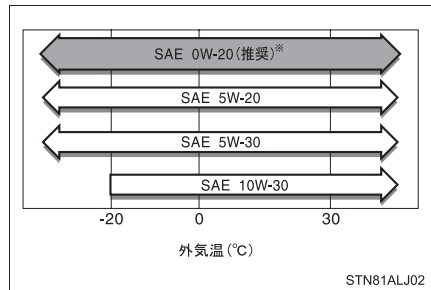 SAE 0W-20(推奨)※
SAE 5W-20
SAE 5W-30
SAE 10W-30
-20 0 30
外気温(℃)
STN81ALJ02